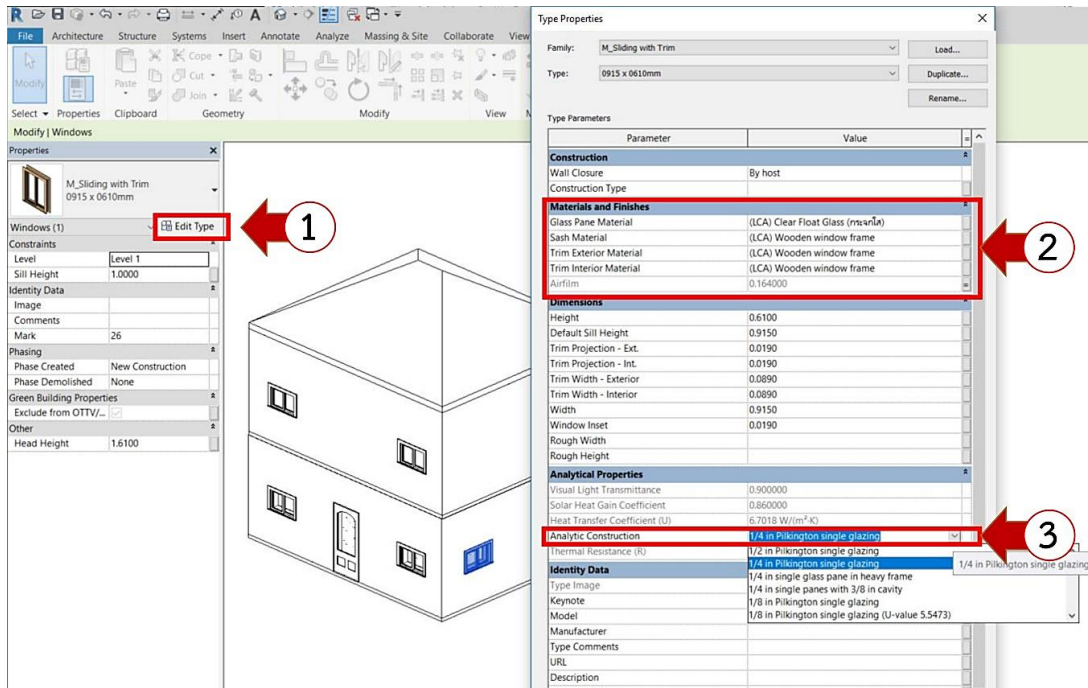 File Architecture Structure Systems Insert Annotate Analyze Massing & Site Collaborate View
Modify
Paste
Cope
Cut
Join
Select Properties Clipboard Geometry Modify View
Modify | Windows
Properties
M_Sliding with Trim
0915 x 0610mm
Windows (1) Edit Type
Constraints
Level Level 1
Sill Height 1.0000
Identity Data
Image
Comments
Mark 26
Phasing
Phase Created New Construction
Phase Demolished None
Green Building Properties
Exclude from OTTV/...
Other
Head Height 1.6100
1
Type Properties
Family: M_Sliding with Trim Load...
Type: 0915 x 0610mm Duplicate...
Rename...
Type Parameters
Parameter Value =
Construction
Wall Closure By host
Construction Type
Materials and Finishes
Glass Pane Material (LCA) Clear Float Glass (กระจกใส)
Sash Material (LCA) Wooden window frame
Trim Exterior Material (LCA) Wooden window frame
Trim Interior Material (LCA) Wooden window frame
Airfilm 0.164000
2
Dimensions
Height 0.6100
Default Sill Height 0.9150
Trim Projection - Ext. 0.0190
Trim Projection - Int. 0.0190
Trim Width - Exterior 0.0890
Trim Width - Interior 0.0890
Width 0.9150
Window Inset 0.0190
Rough Width
Rough Height
Analytical Properties
Visual Light Transmittance 0.900000
Solar Heat Gain Coefficient 0.860000
Heat Transfer Coefficient (U) 6.7018 W/(m²·K)
Analytic Construction 1/4 in Pilkington single glazing
3
Thermal Resistance (R) 1/2 in Pilkington single glazing
1/4 in Pilkington single glazing
1/4 in Pilkington single glazing
Identity Data 1/4 in single glass pane in heavy frame
Type Image 1/4 in single panes with 3/8 in cavity
Keynote 1/8 in Pilkington single glazing
Model 1/8 in Pilkington single glazing (U-value 5.5473)
Manufacturer
Type Comments
URL
Description